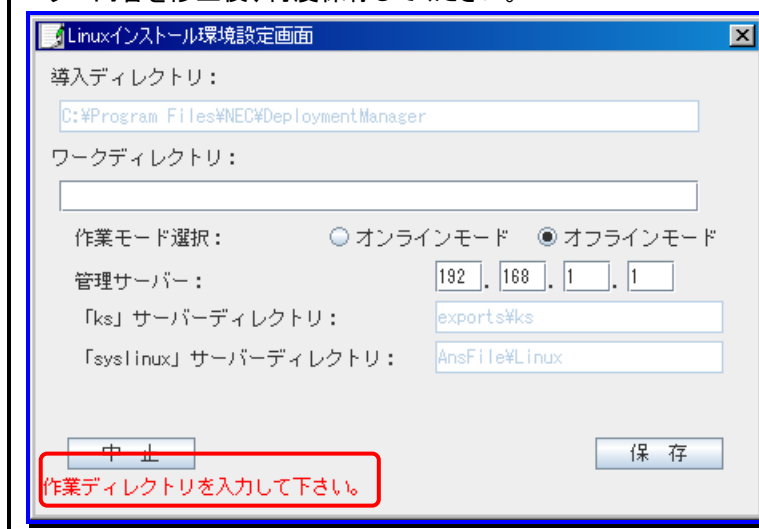 Linuxインストール環境設定画面
導入ディレクトリ：
C:¥Program Files¥NEC¥DeploymentManager
ワークディレクトリ：
作業モード選択： オンラインモード オフラインモード
管理サーバー： 192 . 168 . 1 . 1
「ks」サーバーディレクトリ： exports¥ks
「syslinux」サーバーディレクトリ： AnsFile¥Linux
中 止 保 存
作業ディレクトリを入力して下さい。